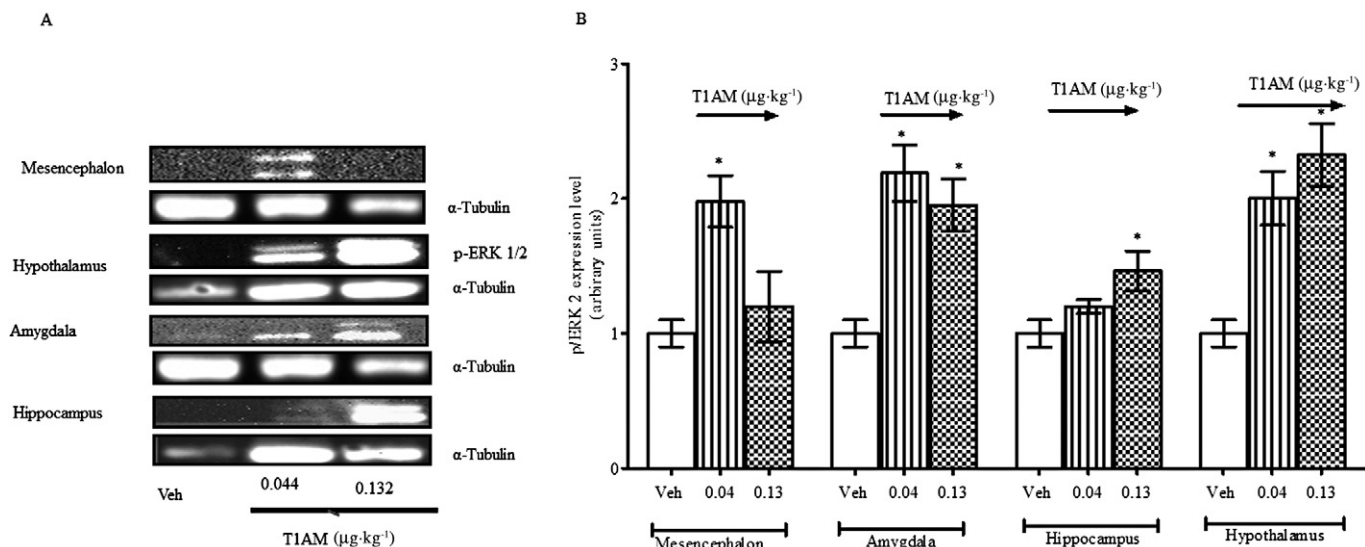 A
Mesencephalon
α-Tubulin
p-ERK 1/2
Hypothalamus
α-Tubulin
Amygdala
α-Tubulin
Hippocampus
α-Tubulin
Veh 0.044 0.132
T1AM (μg·kg⁻¹)
B
3
T1AM (μg·kg⁻¹) T1AM (μg·kg⁻¹) T1AM (μg·kg⁻¹) T1AM (μg·kg⁻¹)
* * * * * *
p/ERK 2 expression level
(arbitrary units)
2
1
0
Veh 0.04 0.13 Veh 0.04 0.13 Veh 0.04 0.13 Veh 0.04 0.13
Mesencephalon Amygdala Hippocampus Hypothalamus